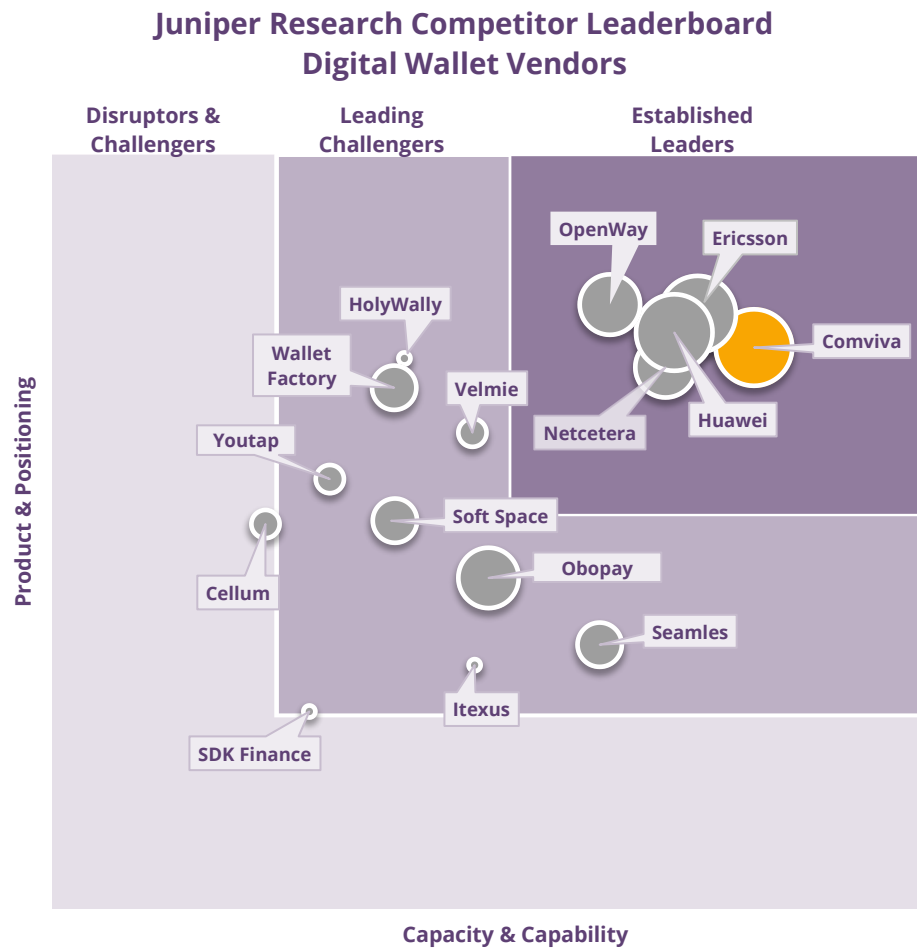 Juniper Research Competitor Leaderboard
Digital Wallet Vendors
Disruptors &
Challengers
Leading
Challengers
Established
Leaders
OpenWay
Ericsson
HolyWally
Comviva
Wallet
Factory
Velmie
Huawei
Netcetera
Youtap
Soft Space
Obopay
Cellum
Seamles
Itexus
SDK Finance
Product & Positioning
Capacity & Capability